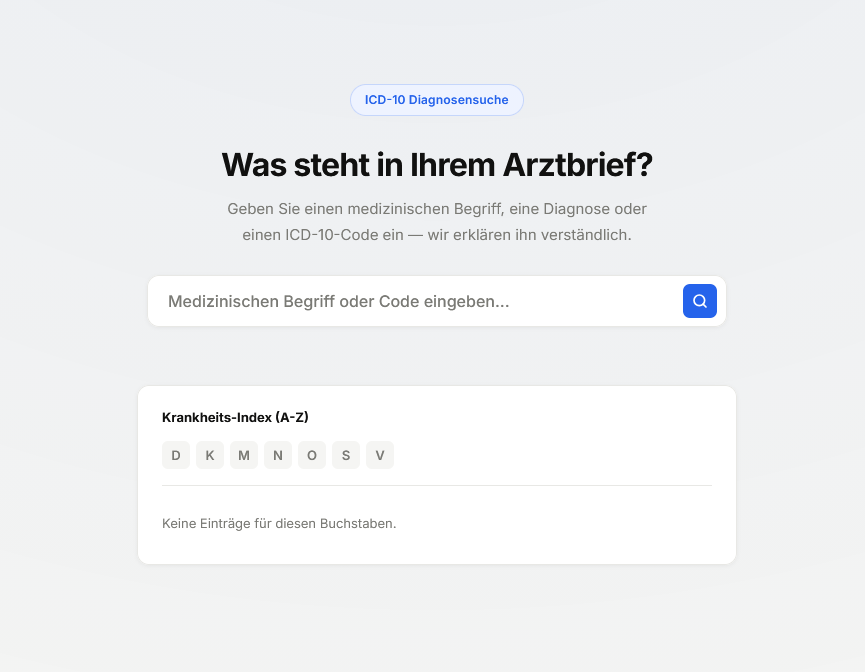 ICD-10 Diagnosensuche
Was steht in Ihrem Arztbrief?
Geben Sie einen medizinischen Begriff, eine Diagnose oder
einen ICD-10-Code ein — wir erklären ihn verständlich.
Medizinischen Begriff oder Code eingeben...
Krankheits-Index (A-Z)
D K M N O S V
Keine Einträge für diesen Buchstaben.